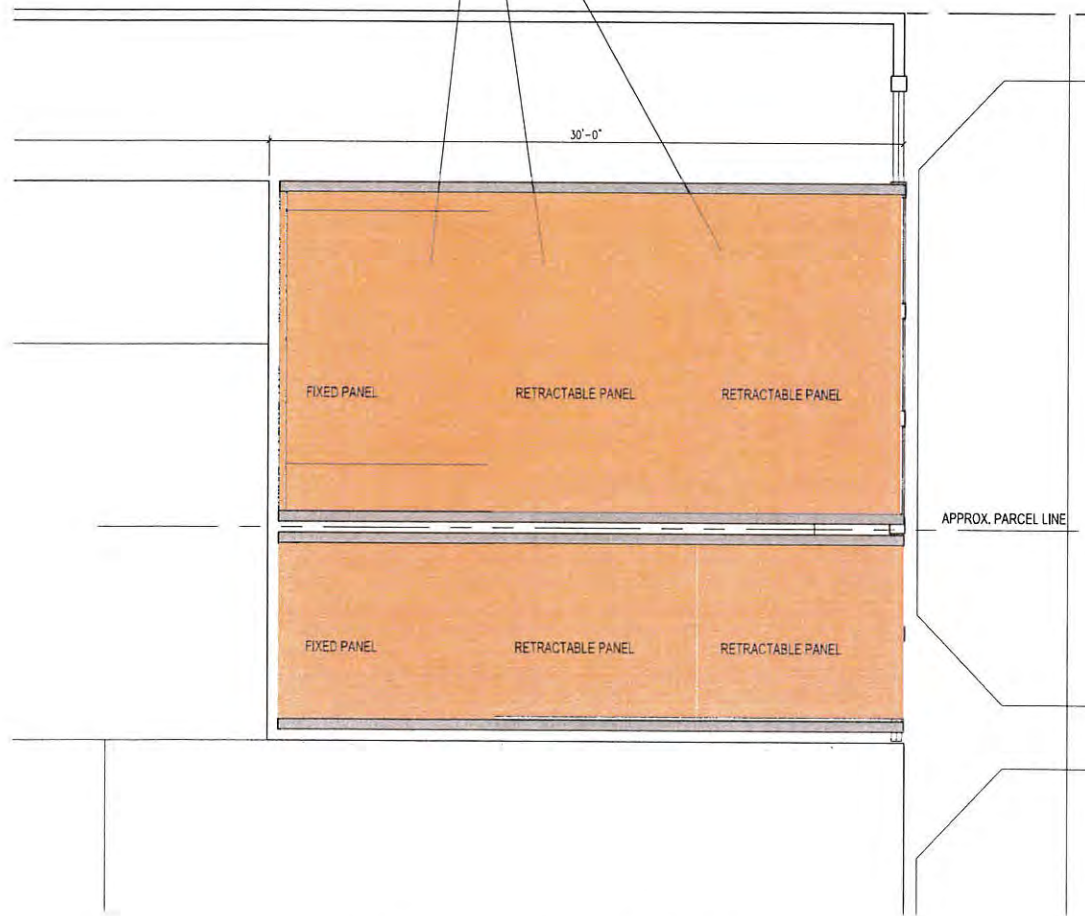 30'-0"
FIXED PANEL
RETRACTABLE PANEL
RETRACTABLE PANEL
APPROX. PARCEL LINE
FIXED PANEL
RETRACTABLE PANEL
RETRACTABLE PANEL